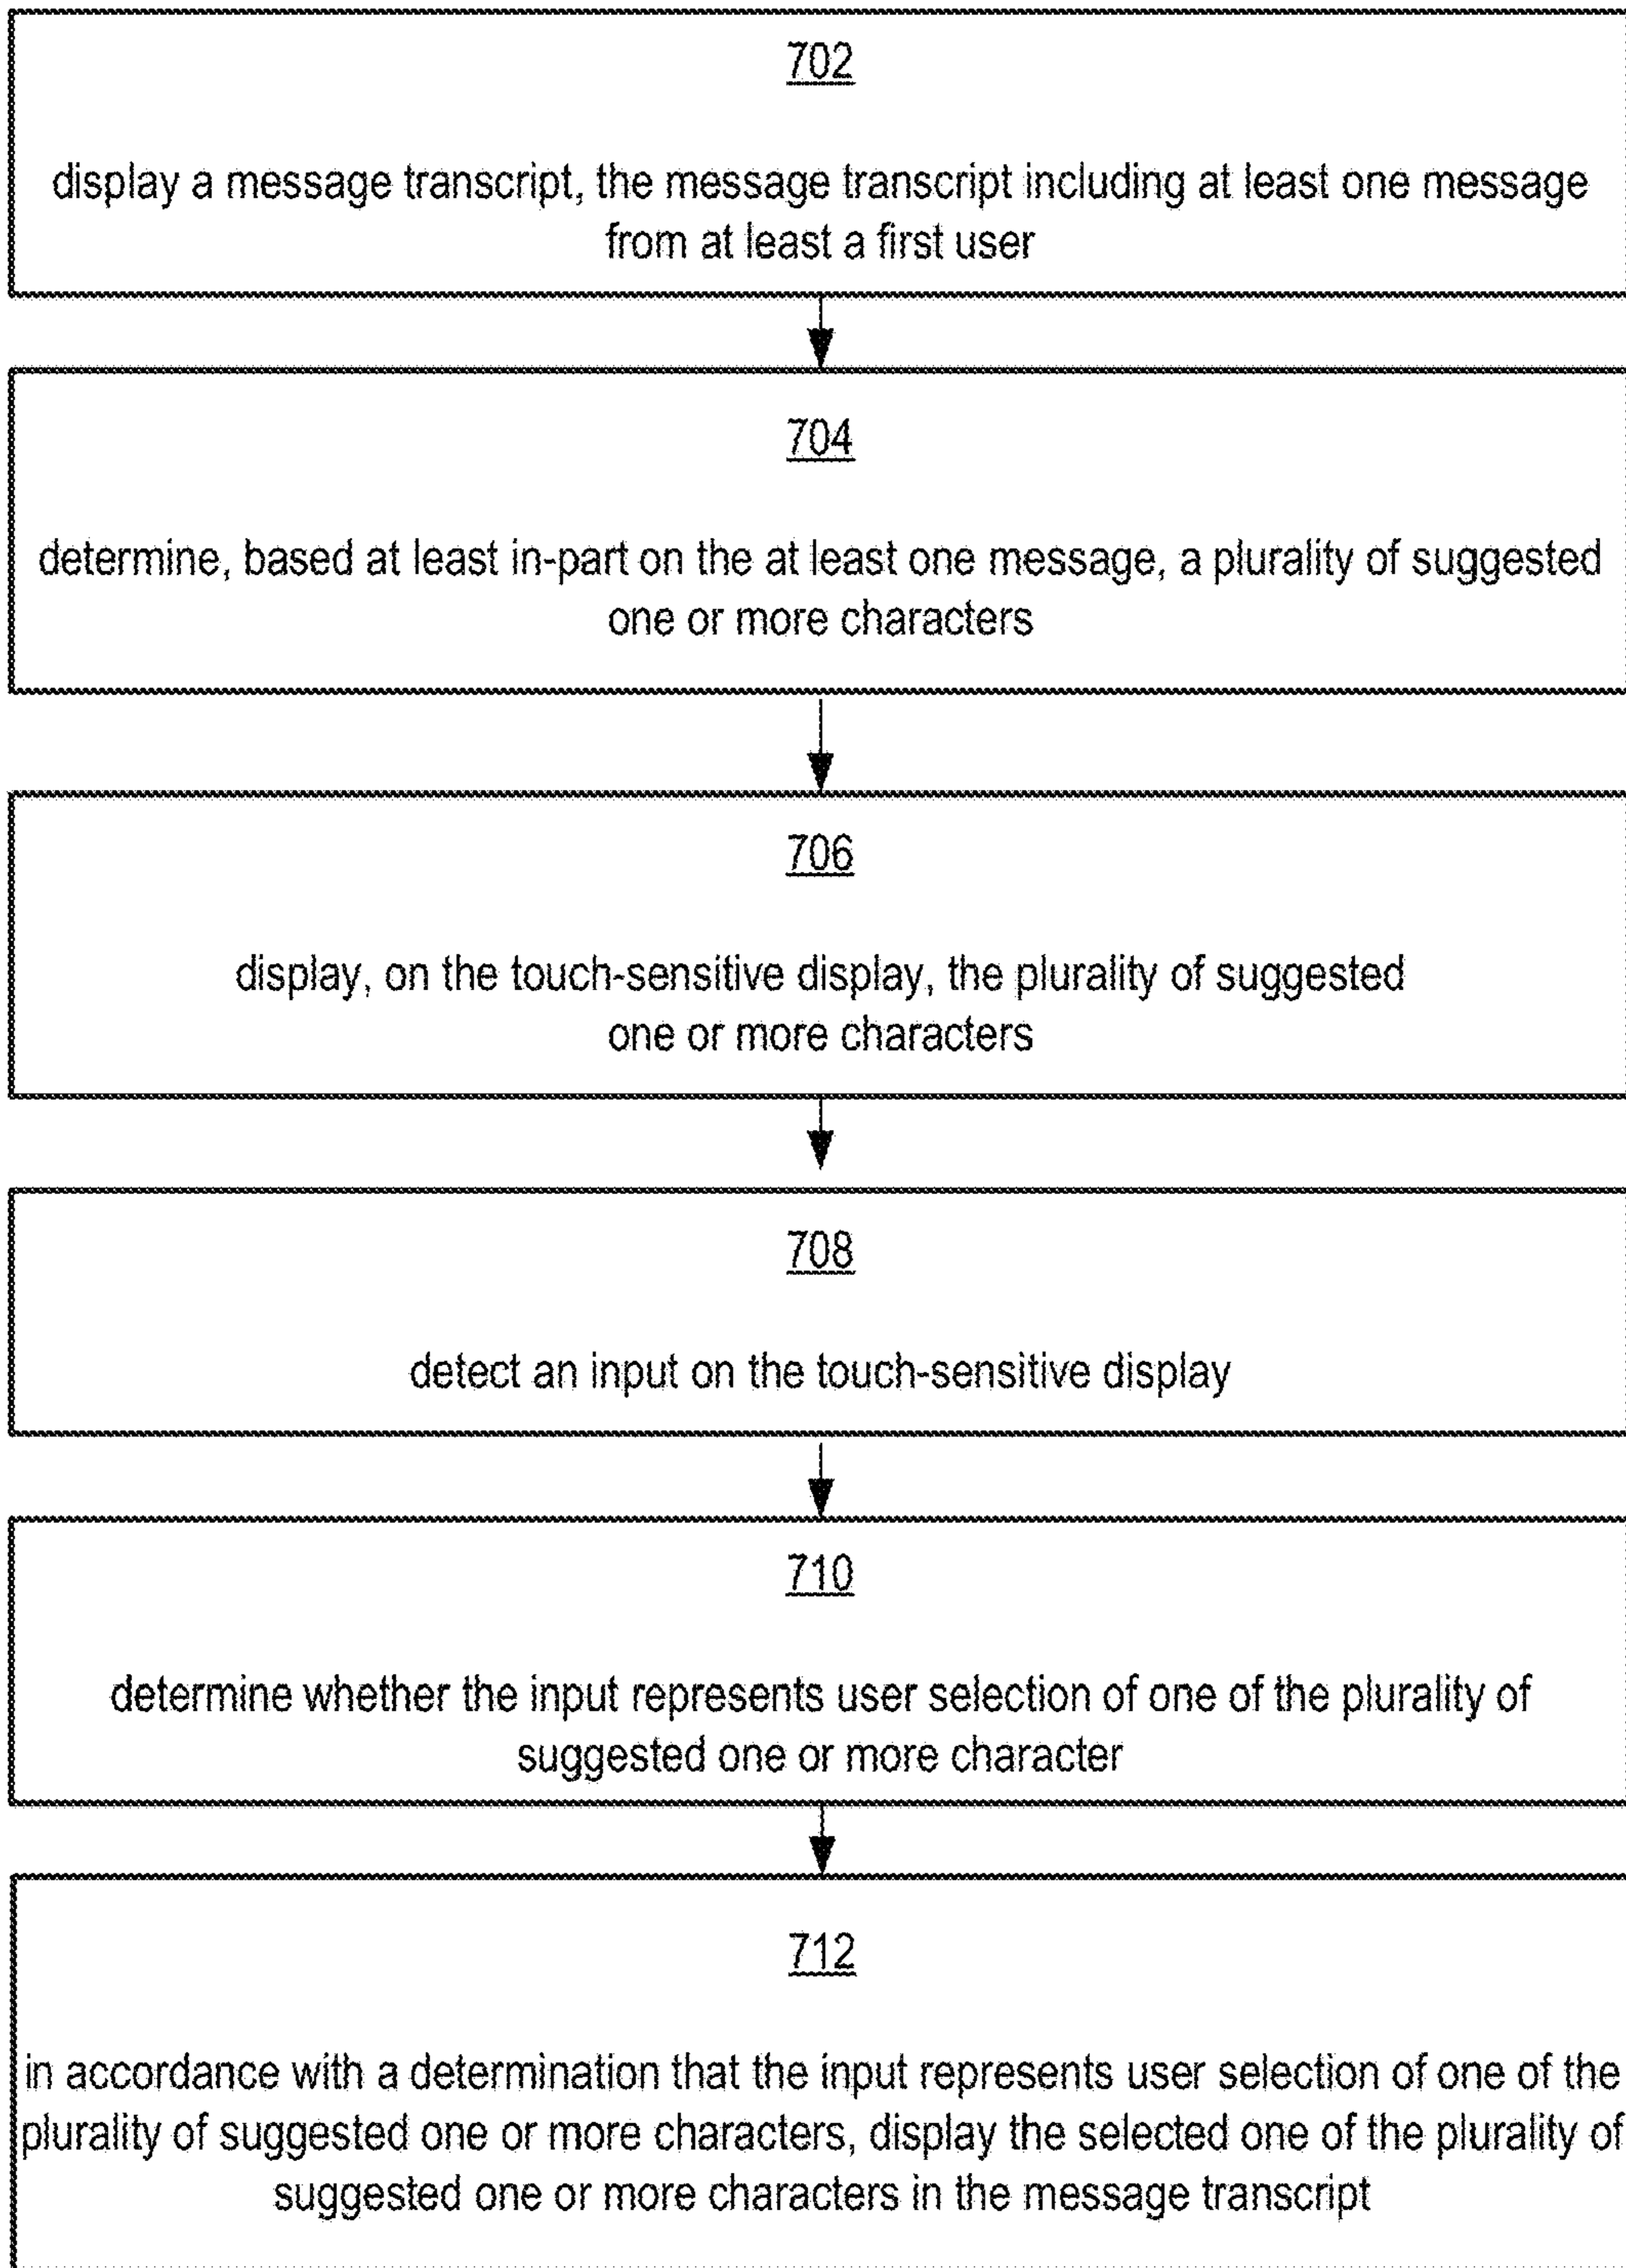 702
display a message transcript, the message transcript including at least one message
from at least a first user
704
determine, based at least in-part on the at least one message, a plurality of suggested
one or more characters
706
display, on the touch-sensitive display, the plurality of suggested
one or more characters
708
detect an input on the touch-sensitive display
710
determine whether the input represents user selection of one of the plurality of
suggested one or more character
712
in accordance with a determination that the input represents user selection of one of the
plurality of suggested one or more characters, display the selected one of the plurality of
suggested one or more characters in the message transcript